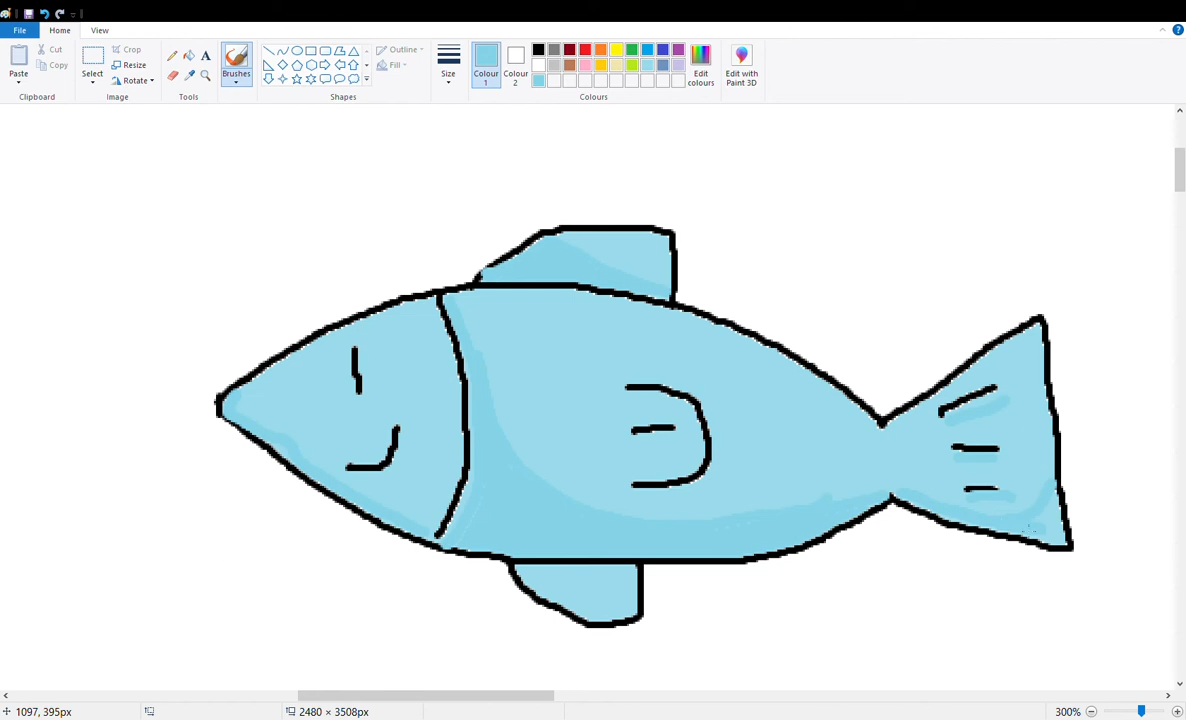 File Home View
Paste Cut Copy
Clipboard
Select Crop Resize Rotate
Image
A
Tools
Brushes
Outline Fill
Shapes
Size
Colour 1 Colour 2 Edit colours
Colours
Edit with Paint 3D
1097, 395px 2480 × 3508px 300%